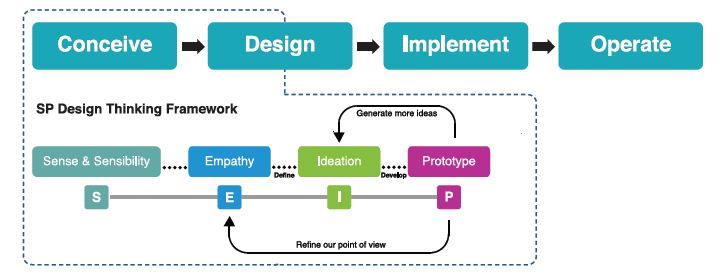 Conceive
Design
Implement
Operate
SP Design Thinking Framework
Generate more ideas
Sense & Sensibility
Empathy
Define
Ideation
Develop
Prototype
S
E
I
P
Refine our point of view